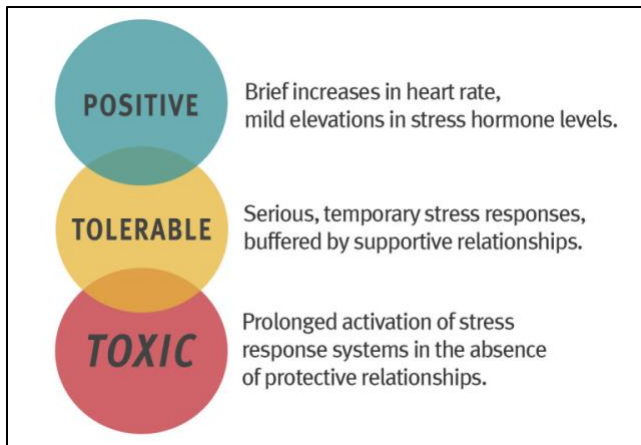 POSITIVE
Brief increases in heart rate,
mild elevations in stress hormone levels.
TOLERABLE
Serious, temporary stress responses,
buffered by supportive relationships.
TOXIC
Prolonged activation of stress
response systems in the absence
of protective relationships.